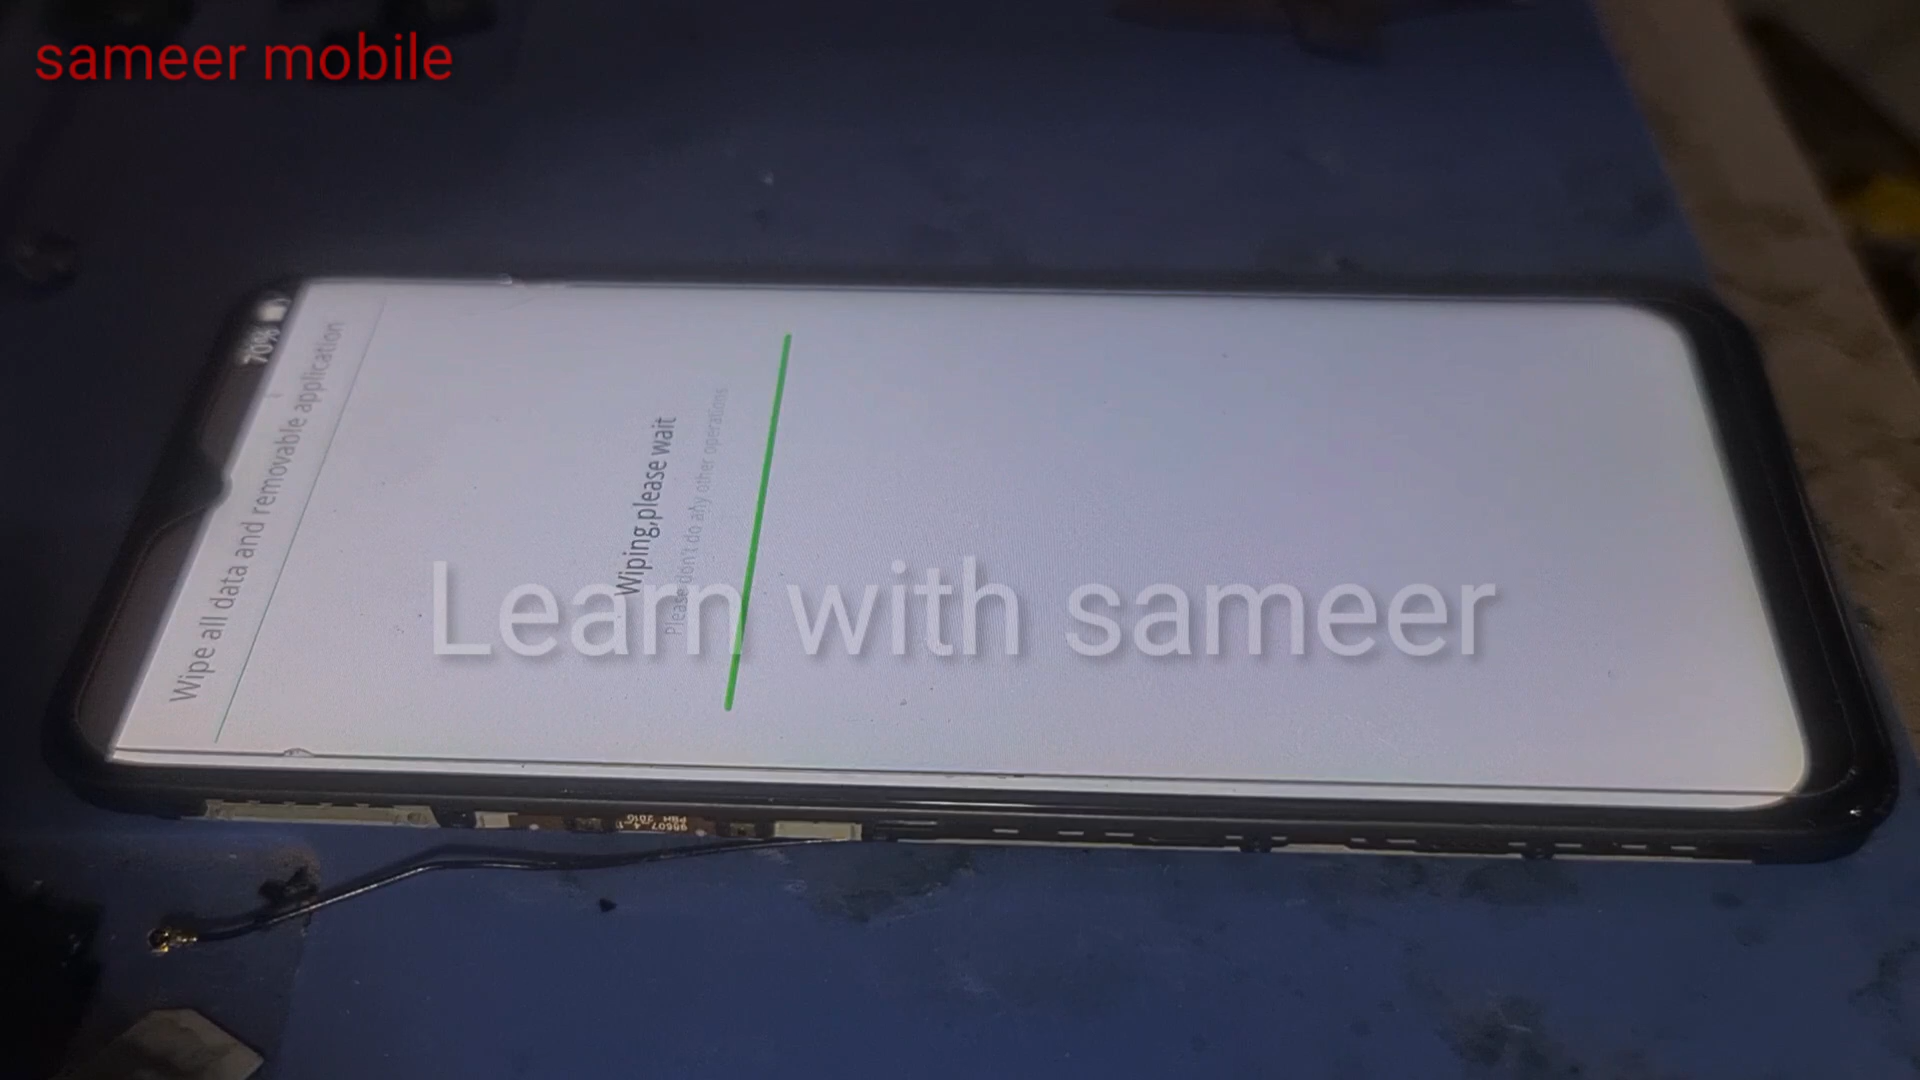 sameer mobile
70%
Wipe all data and removable application
Wiping,please wait
Please don't do any other operations
Learn with sameer